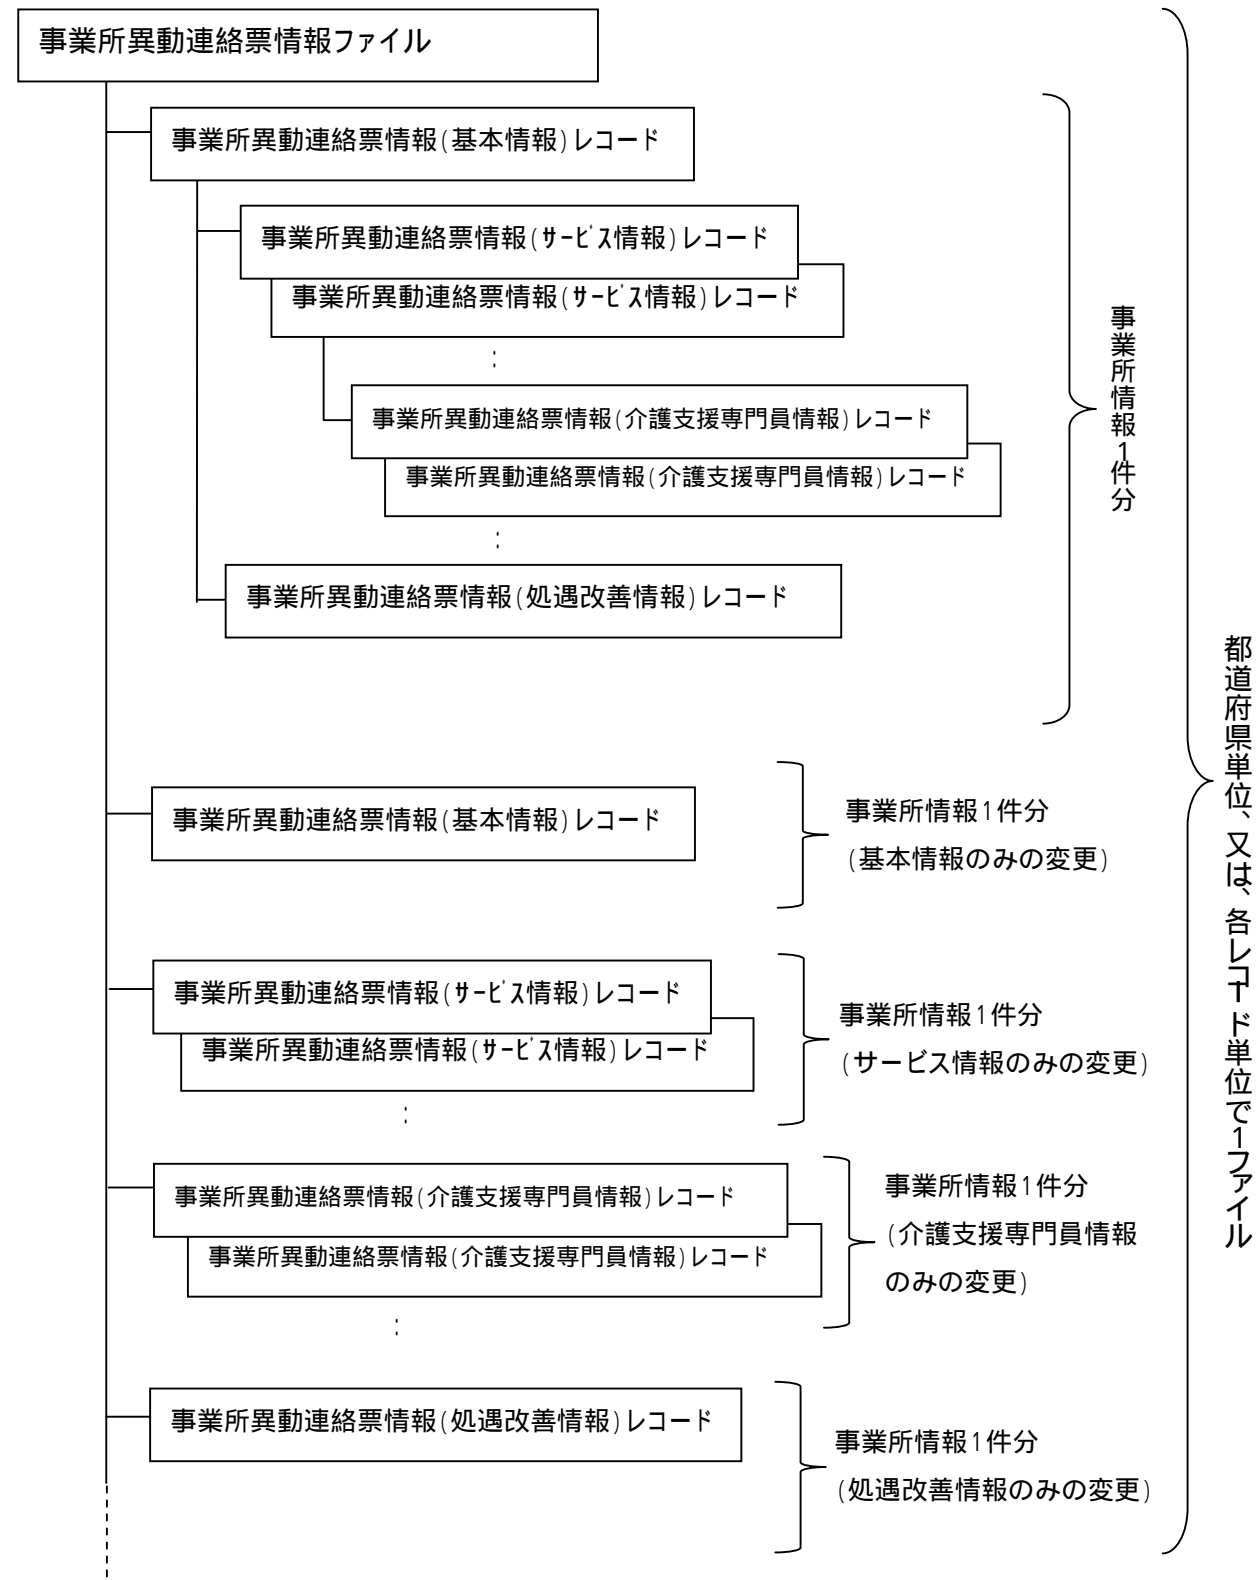 事業所異動連絡票情報ファイル
事業所異動連絡票情報(基本情報)レコード
事業所異動連絡票情報(ｻｰﾋﾞｽ情報)レコード
事業所異動連絡票情報(ｻｰﾋﾞｽ情報)レコード
:
事業所異動連絡票情報(介護支援専門員情報)レコード
事業所異動連絡票情報(介護支援専門員情報)レコード
:
事業所異動連絡票情報(処遇改善情報)レコード
事業所情報1件分
事業所異動連絡票情報(基本情報)レコード
事業所情報1件分
(基本情報のみの変更)
事業所異動連絡票情報(ｻｰﾋﾞｽ情報)レコード
事業所異動連絡票情報(ｻｰﾋﾞｽ情報)レコード
:
事業所情報1件分
(サービス情報のみの変更)
事業所異動連絡票情報(介護支援専門員情報)レコード
事業所異動連絡票情報(介護支援専門員情報)レコード
:
事業所情報1件分
(介護支援専門員情報
のみの変更)
事業所異動連絡票情報(処遇改善情報)レコード
事業所情報1件分
(処遇改善情報のみの変更)
都道府県単位、又は、各レコード単位で1ファイル